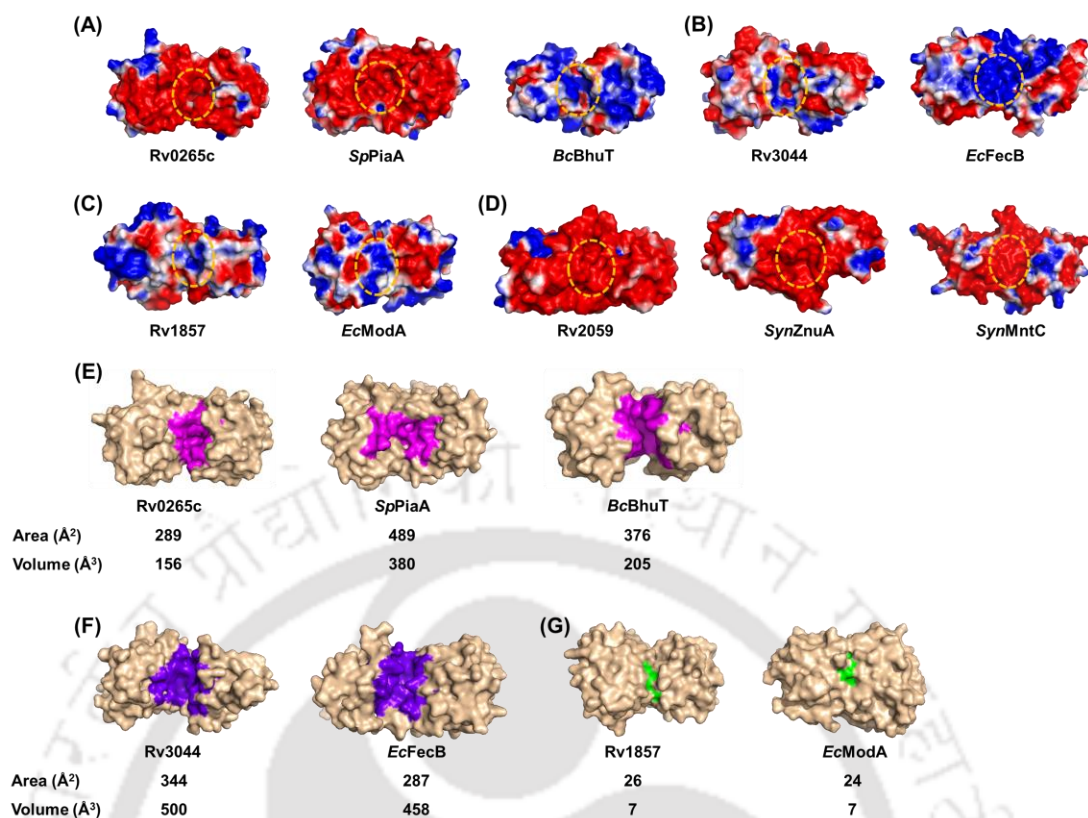 (A) (B)
Rv0265c SpPiaA BcBhuT Rv3044 EcFecB
(C) (D)
Rv1857 EcModA Rv2059 SynZnuA SynMntC
(E)
Rv0265c SpPiaA BcBhuT
Area (Å²) 289 489 376
Volume (Å³) 156 380 205
(F) (G)
Rv3044 EcFecB Rv1857 EcModA
Area (Å²) 344 287 26 24
Volume (Å³) 500 458 7 7